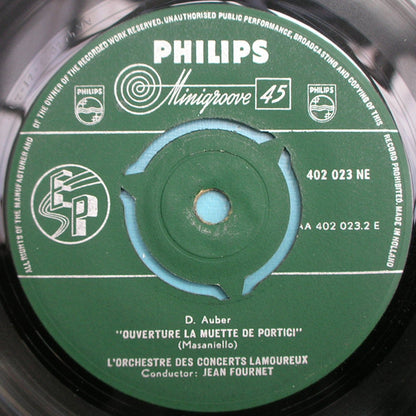 ALL RIGHTS OF THE MANUFACTURER AND OF THE OWNER OF THE RECORDED WORK RESERVED. UNAUTHORISED PUBLIC PERFORMANCE, BROADCASTING AND COPYING OF THIS RECORD PROHIBITED. MADE IN HOLLAND
PHILIPS
Minigroove 45
PHILIPS
PHILIPS
EP
402 023 NE
AA 402 023.2 E
D. Auber
"OUVERTURE LA MUETTE DE PORTICI"
(Masaniello)
L'ORCHESTRE DES CONCERTS LAMOUREUX
Conductor: JEAN FOURNET